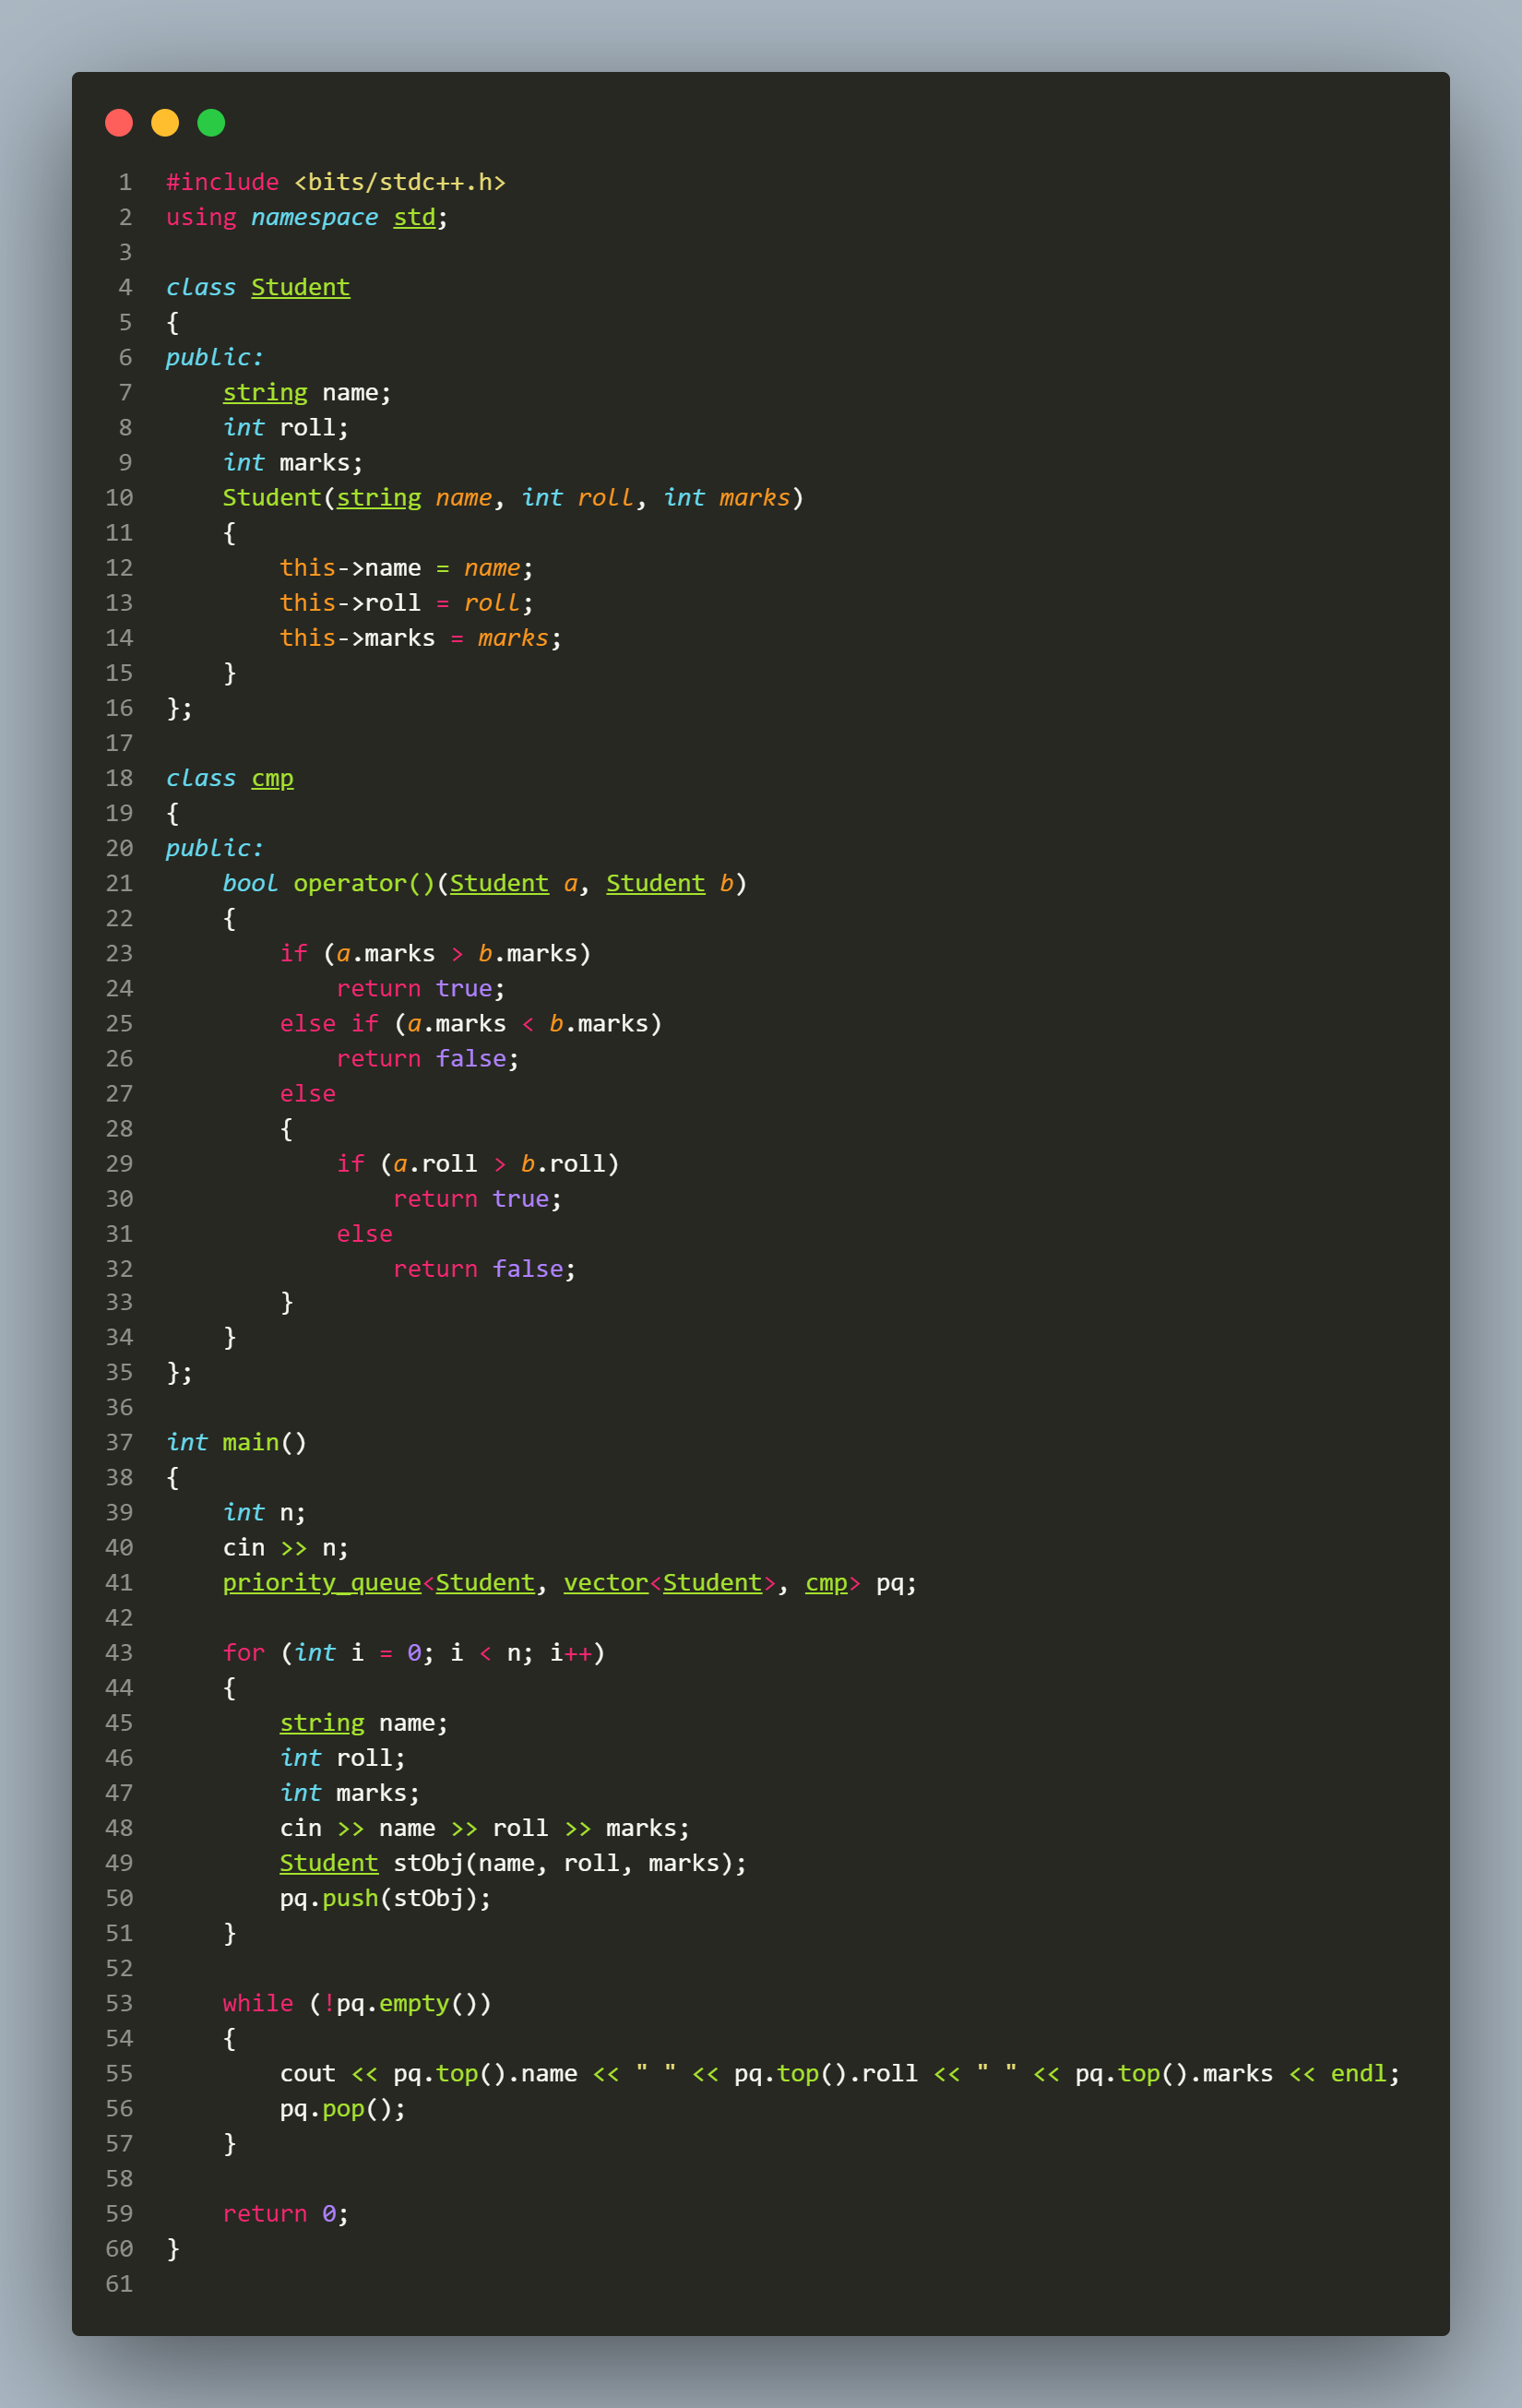 1 #include <bits/stdc++.h>
2 using namespace std;
3
4 class Student
5 {
6 public:
7     string name;
8     int roll;
9     int marks;
10     Student(string name, int roll, int marks)
11     {
12         this->name = name;
13         this->roll = roll;
14         this->marks = marks;
15     }
16 };
17
18 class cmp
19 {
20 public:
21     bool operator()(Student a, Student b)
22     {
23         if (a.marks > b.marks)
24             return true;
25         else if (a.marks < b.marks)
26             return false;
27         else
28         {
29             if (a.roll > b.roll)
30                 return true;
31             else
32                 return false;
33         }
34     }
35 };
36
37 int main()
38 {
39     int n;
40     cin >> n;
41     priority_queue<Student, vector<Student>, cmp> pq;
42
43     for (int i = 0; i < n; i++)
44     {
45         string name;
46         int roll;
47         int marks;
48         cin >> name >> roll >> marks;
49         Student stObj(name, roll, marks);
50         pq.push(stObj);
51     }
52
53     while (!pq.empty())
54     {
55         cout << pq.top().name << " " << pq.top().roll << " " << pq.top().marks << endl;
56         pq.pop();
57     }
58
59     return 0;
60 }
61